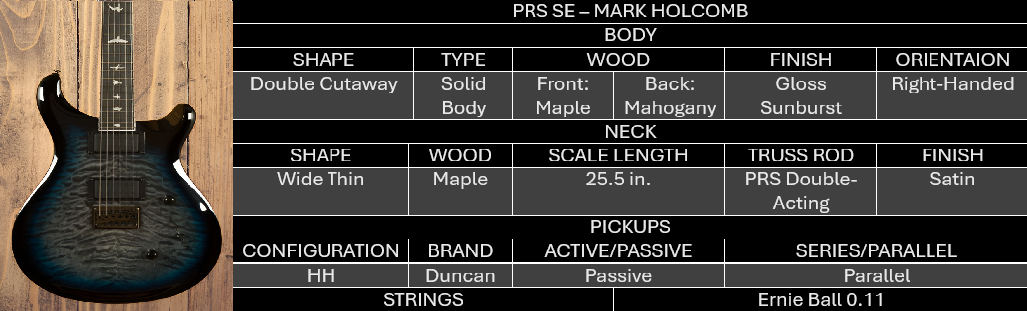 PRS SE – MARK HOLCOMB
BODY
SHAPE TYPE WOOD FINISH ORIENTAION
Double Cutaway Solid Front: Back: Gloss Right-Handed
Body Maple Mahogany Sunburst
NECK
SHAPE WOOD SCALE LENGTH TRUSS ROD FINISH
Wide Thin Maple 25.5 in. PRS Double- Satin
Acting
PICKUPS
CONFIGURATION BRAND ACTIVE/PASSIVE SERIES/PARALLEL
HH Duncan Passive Parallel
STRINGS Ernie Ball 0.11